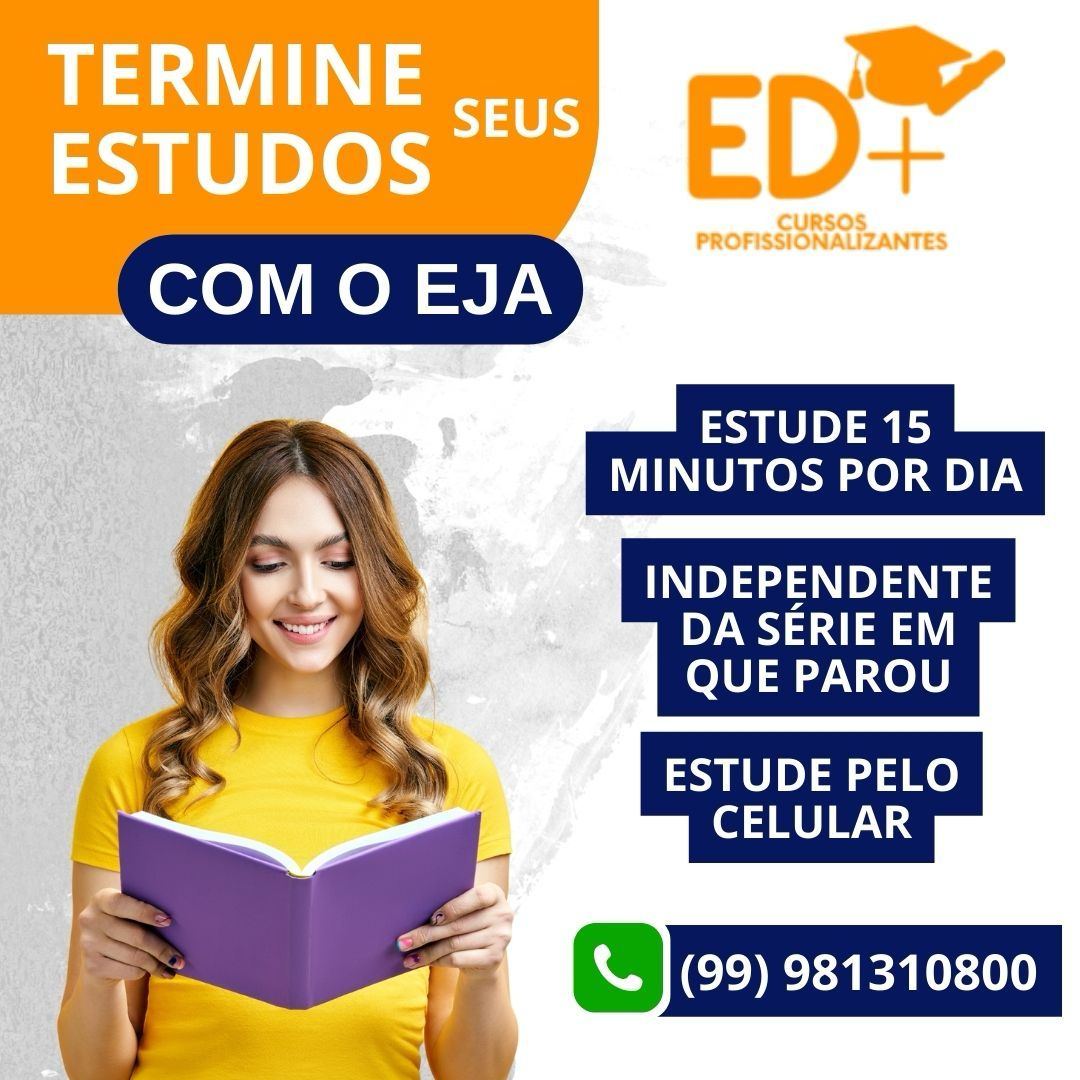 TERMINE
SEUS
ESTUDOS
COM O EJA
ED+
CURSOS
PROFISSIONALIZANTES
ESTUDE 15
MINUTOS POR DIA
INDEPENDENTE
DA SÉRIE EM
QUE PAROU
ESTUDE PELO
CELULAR
(99) 981310800